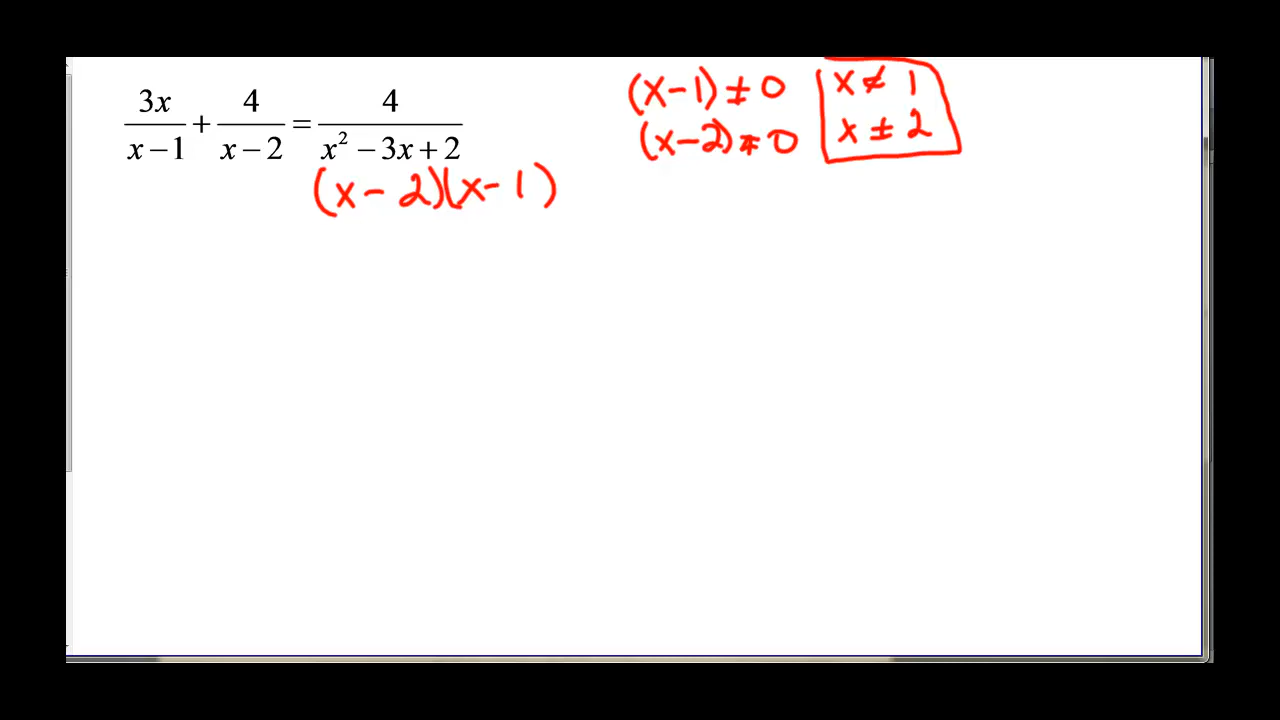 3x/(x − 1) + 4/(x − 2) = 4/(x² − 3x + 2)
(x − 2)(x − 1)
(x − 1) ≠ 0
(x − 2) ≠ 0
x ≠ 1
x ≠ 2